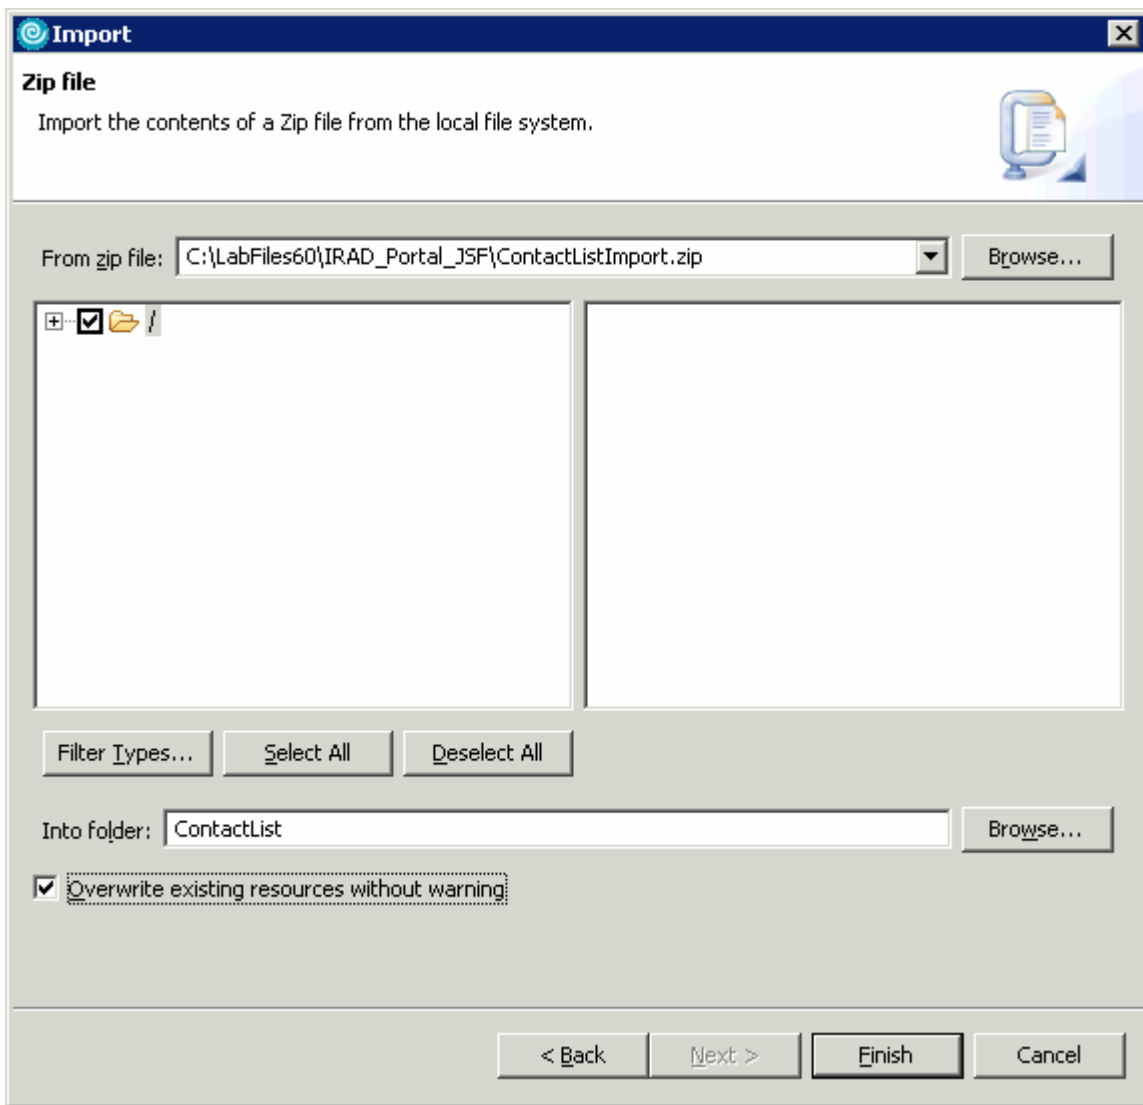 Import
Zip file
Import the contents of a Zip file from the local file system.
From zip file: C:\LabFiles60\IRAD_Portal_JSF\ContactListImport.zip Browse...
/
Filter Types... Select All Deselect All
Into folder: ContactList Browse...
Overwrite existing resources without warning
< Back Next > Finish Cancel